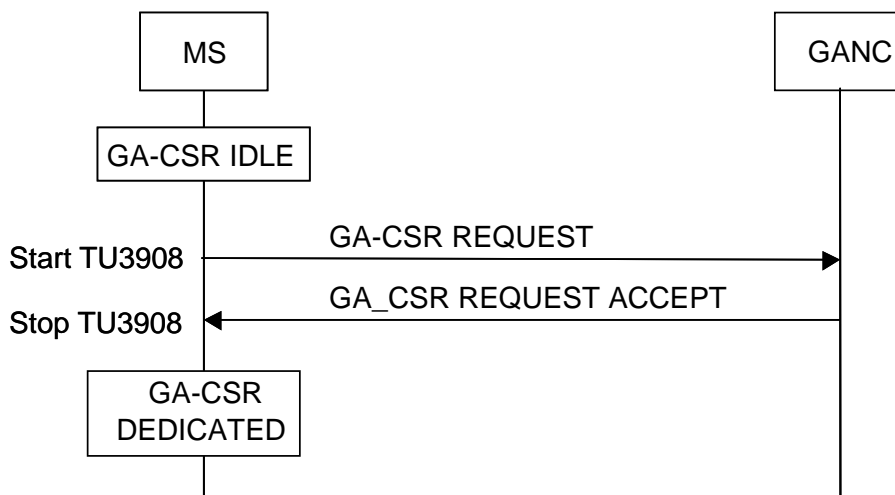 MS
GANC
GA-CSR IDLE
GA-CSR REQUEST
Start TU3908
GA_CSR REQUEST ACCEPT
Stop TU3908
GA-CSR
DEDICATED